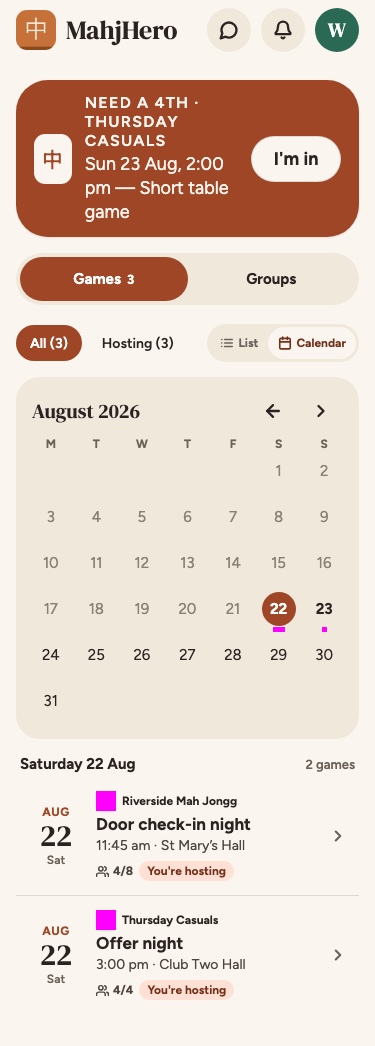 中 MahjHero W
NEED A 4TH ·
THURSDAY
CASUALS
中
Sun 23 Aug, 2:00
pm — Short table
game
I'm in
Games 3 Groups
All (3) Hosting (3) List Calendar
August 2026
M T W T F S S
1 2
3 4 5 6 7 8 9
10 11 12 13 14 15 16
17 18 19 20 21 22 23
24 25 26 27 28 29 30
31
Saturday 22 Aug 2 games
AUG
22
Sat
Riverside Mah Jongg
Door check-in night
11:45 am · St Mary's Hall
4/8 You're hosting
AUG
22
Sat
Thursday Casuals
Offer night
3:00 pm · Club Two Hall
4/4 You're hosting